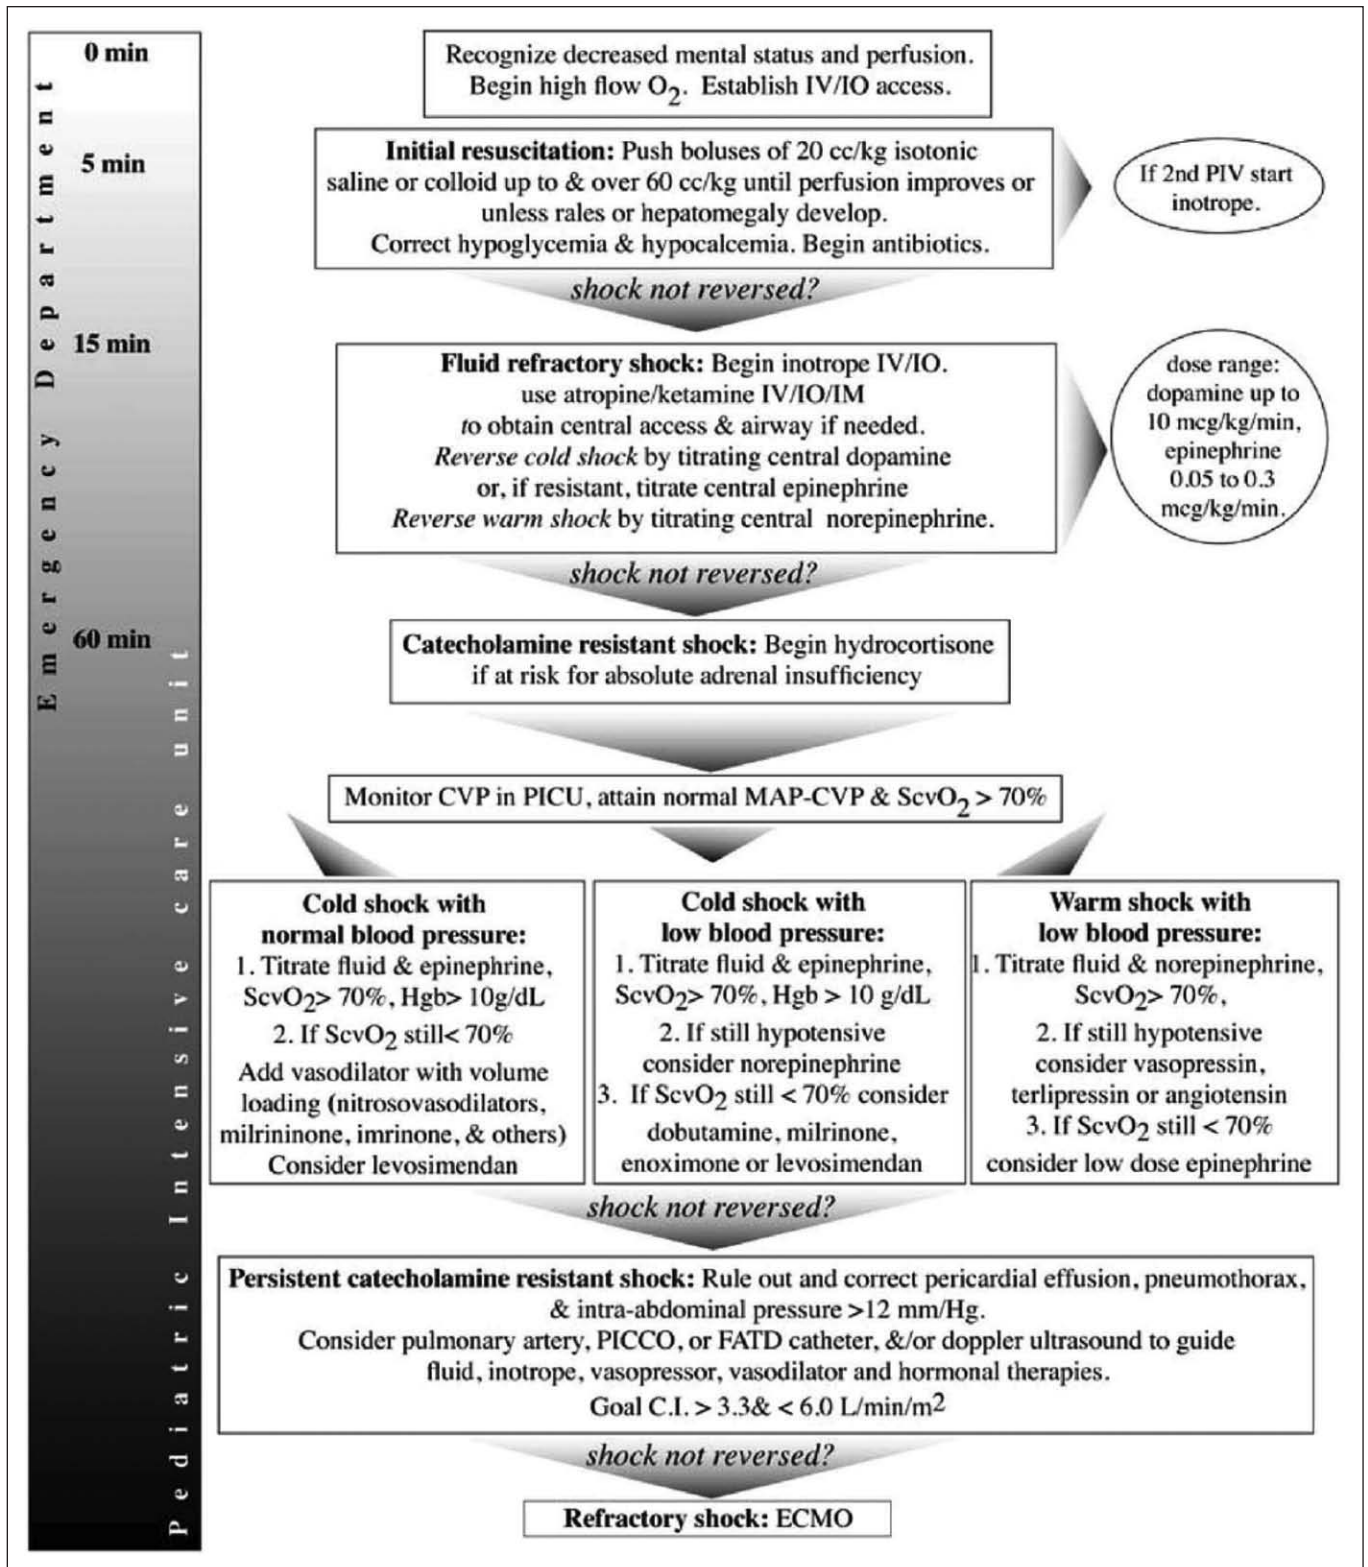 0 min
Recognize decreased mental status and perfusion.
Begin high flow O2. Establish IV/IO access.
5 min
Initial resuscitation: Push boluses of 20 cc/kg isotonic
saline or colloid up to & over 60 cc/kg until perfusion improves or
unless rales or hepatomegaly develop.
Correct hypoglycemia & hypocalcemia. Begin antibiotics.
If 2nd PIV start
inotrope.
shock not reversed?
15 min
Fluid refractory shock: Begin inotrope IV/IO.
use atropine/ketamine IV/IO/IM
to obtain central access & airway if needed.
Reverse cold shock by titrating central dopamine
or, if resistant, titrate central epinephrine
Reverse warm shock by titrating central norepinephrine.
dose range:
dopamine up to
10 mcg/kg/min,
epinephrine
0.05 to 0.3
mcg/kg/min.
shock not reversed?
60 min
Emergency Department
Catecholamine resistant shock: Begin hydrocortisone
if at risk for absolute adrenal insufficiency
Monitor CVP in PICU, attain normal MAP-CVP & ScvO2 > 70%
Cold shock with
normal blood pressure:
1. Titrate fluid & epinephrine,
ScvO2> 70%, Hgb> 10g/dL
2. If ScvO2 still< 70%
Add vasodilator with volume
loading (nitrosovasodilators,
milrininone, imrinone, & others)
Consider levosimendan
Cold shock with
low blood pressure:
1. Titrate fluid & epinephrine,
ScvO2> 70%, Hgb > 10 g/dL
2. If still hypotensive
consider norepinephrine
3. If ScvO2 still < 70% consider
dobutamine, milrinone,
enoximone or levosimendan
Warm shock with
low blood pressure:
1. Titrate fluid & norepinephrine,
ScvO2> 70%,
2. If still hypotensive
consider vasopressin,
terlipressin or angiotensin
3. If ScvO2 still < 70%
consider low dose epinephrine
shock not reversed?
Persistent catecholamine resistant shock: Rule out and correct pericardial effusion, pneumothorax,
& intra-abdominal pressure >12 mm/Hg.
Consider pulmonary artery, PICCO, or FATD catheter, &/or doppler ultrasound to guide
fluid, inotrope, vasopressor, vasodilator and hormonal therapies.
Goal C.I. > 3.3& < 6.0 L/min/m2
shock not reversed?
Refractory shock: ECMO
Pediatric Intensive care unit